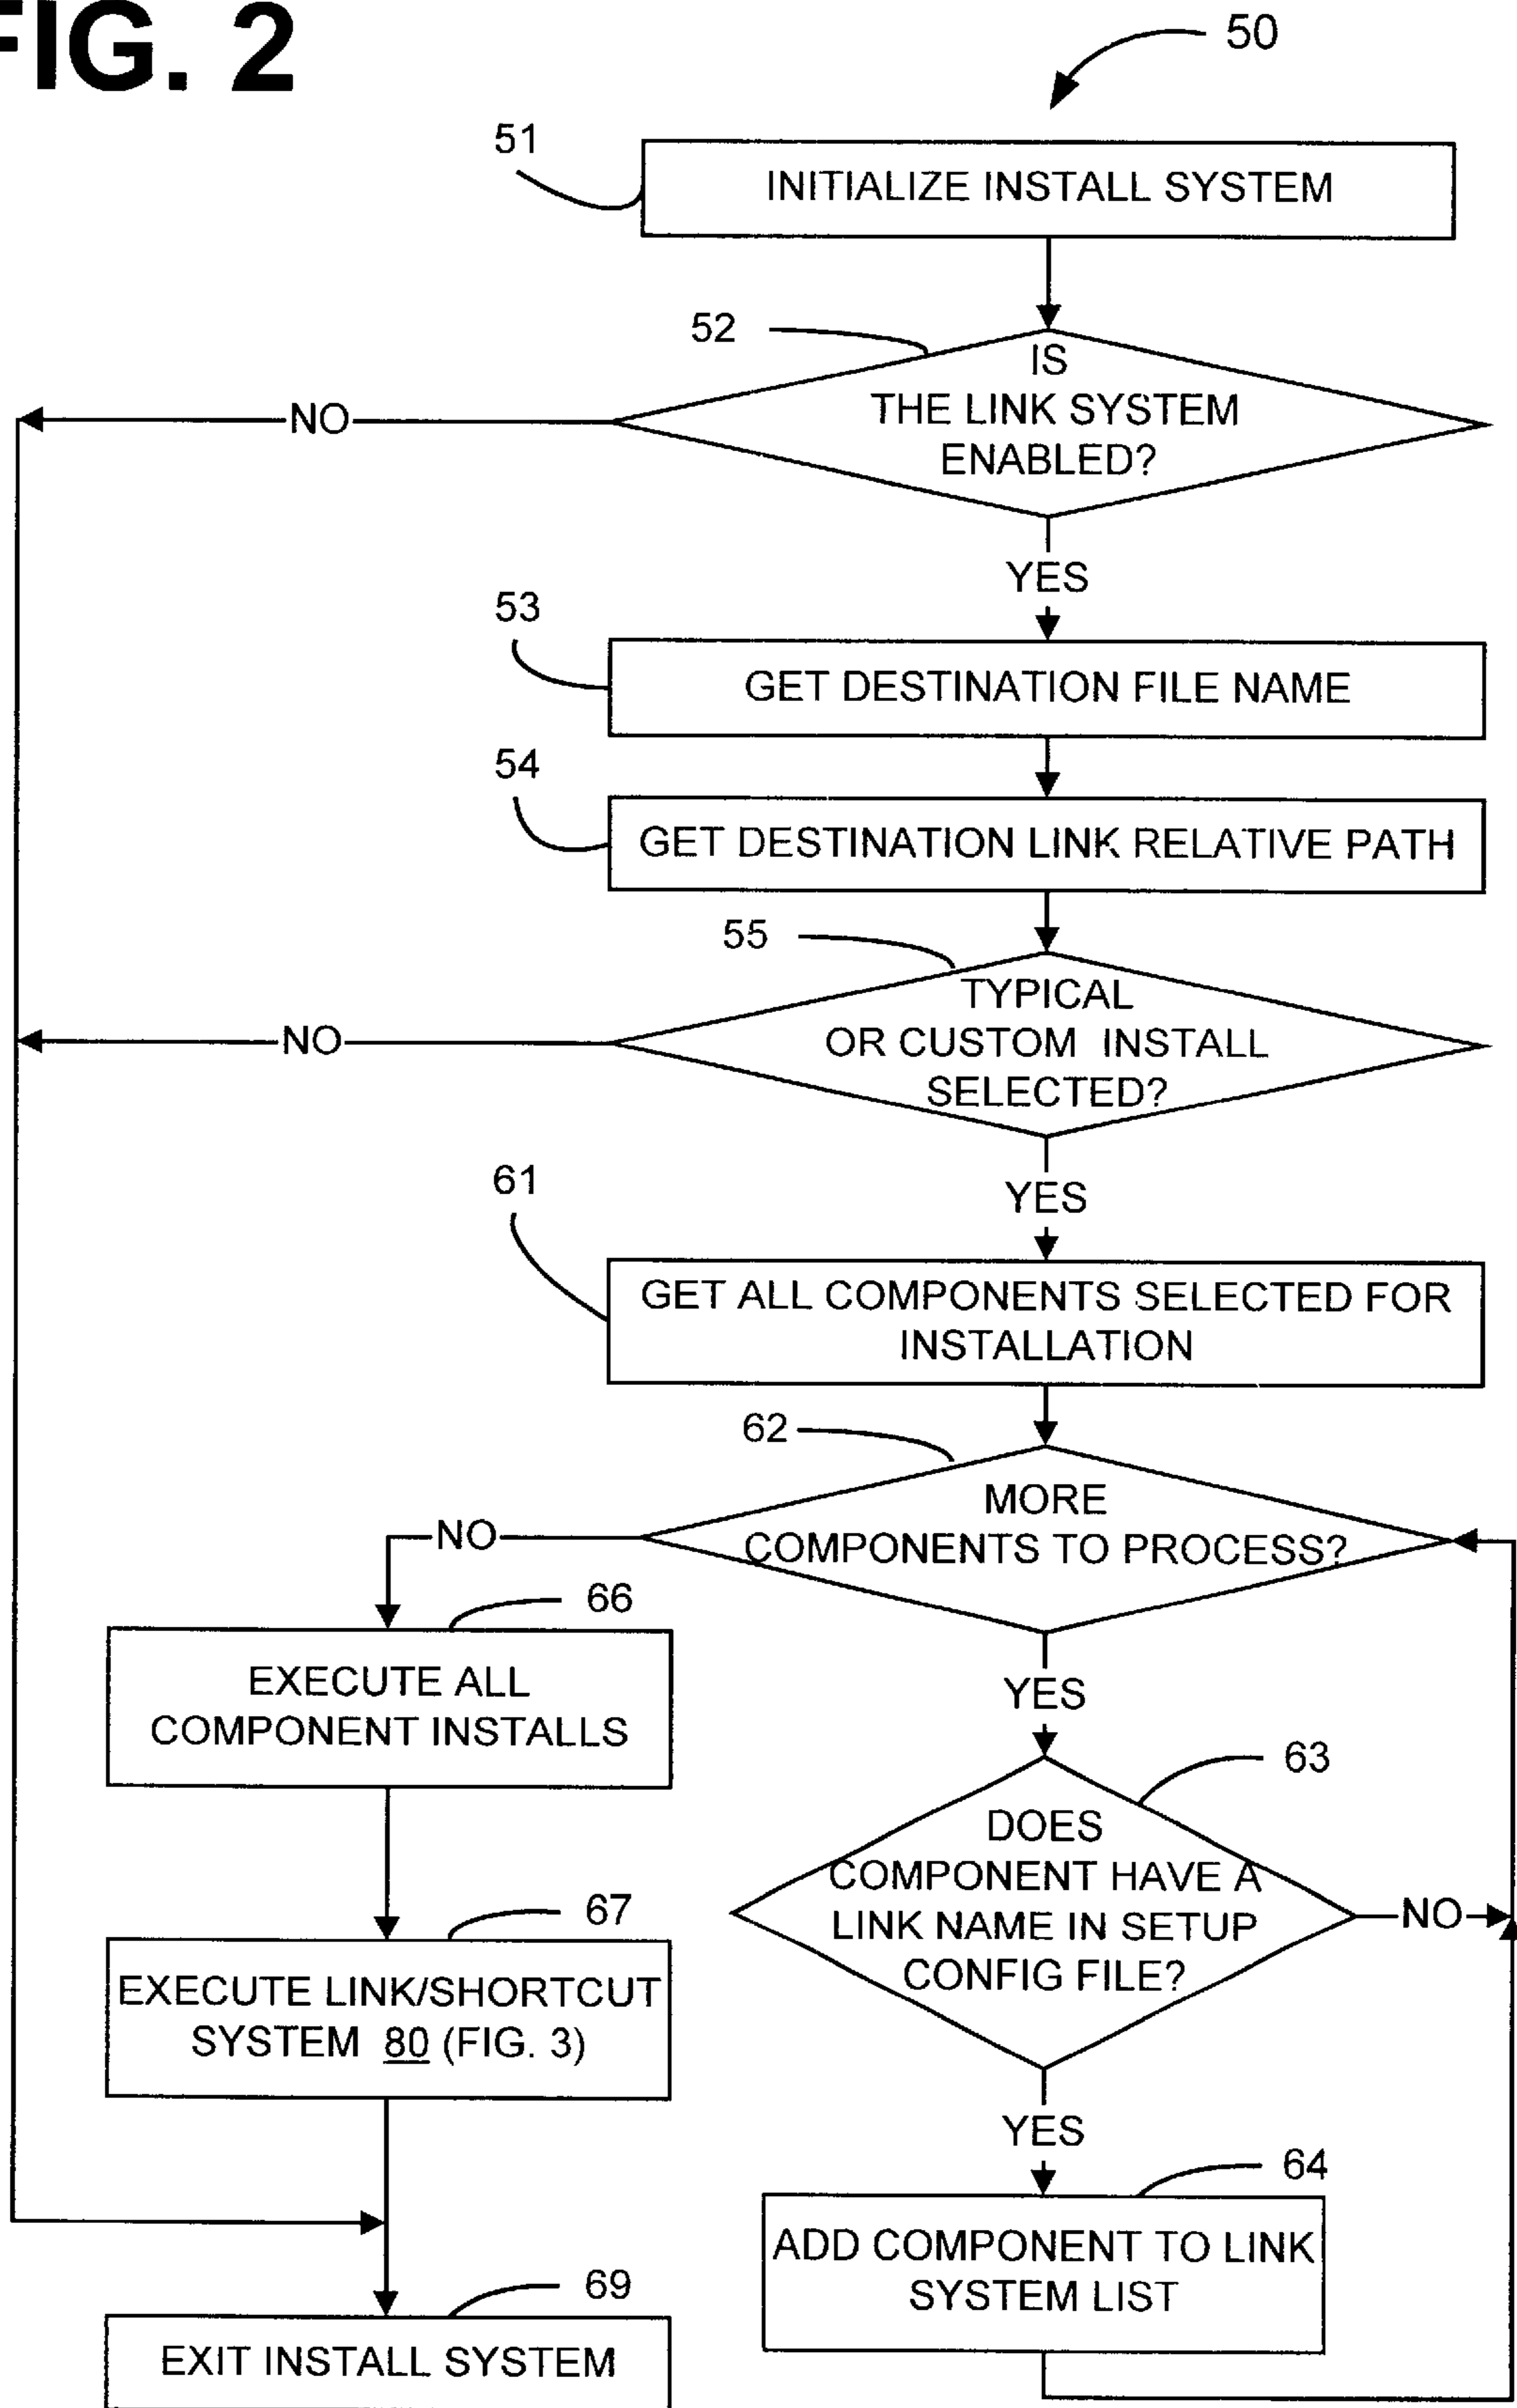 FIG. 2
50
51
INITIALIZE INSTALL SYSTEM
52
IS
THE LINK SYSTEM
ENABLED?
NO
YES
53
GET DESTINATION FILE NAME
54
GET DESTINATION LINK RELATIVE PATH
55
TYPICAL
OR CUSTOM INSTALL
SELECTED?
NO
YES
61
GET ALL COMPONENTS SELECTED FOR
INSTALLATION
62
MORE
COMPONENTS TO PROCESS?
NO
YES
66
EXECUTE ALL
COMPONENT INSTALLS
63
DOES
COMPONENT HAVE A
LINK NAME IN SETUP
CONFIG FILE?
NO
YES
67
EXECUTE LINK/SHORTCUT
SYSTEM 80 (FIG. 3)
64
ADD COMPONENT TO LINK
SYSTEM LIST
69
EXIT INSTALL SYSTEM